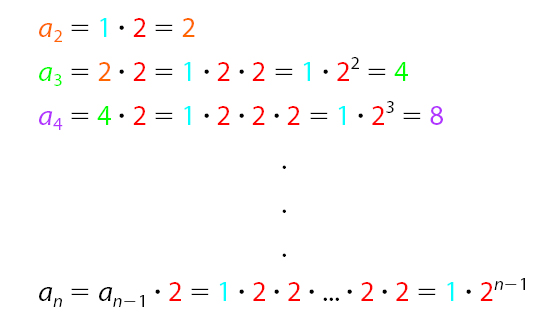 a₂ = 1 · 2 = 2
a₃ = 2 · 2 = 1 · 2 · 2 = 1 · 2² = 4
a₄ = 4 · 2 = 1 · 2 · 2 · 2 = 1 · 2³ = 8
.
.
.
aₙ = aₙ₋₁ · 2 = 1 · 2 · 2 · ... · 2 · 2 = 1 · 2ⁿ⁻¹